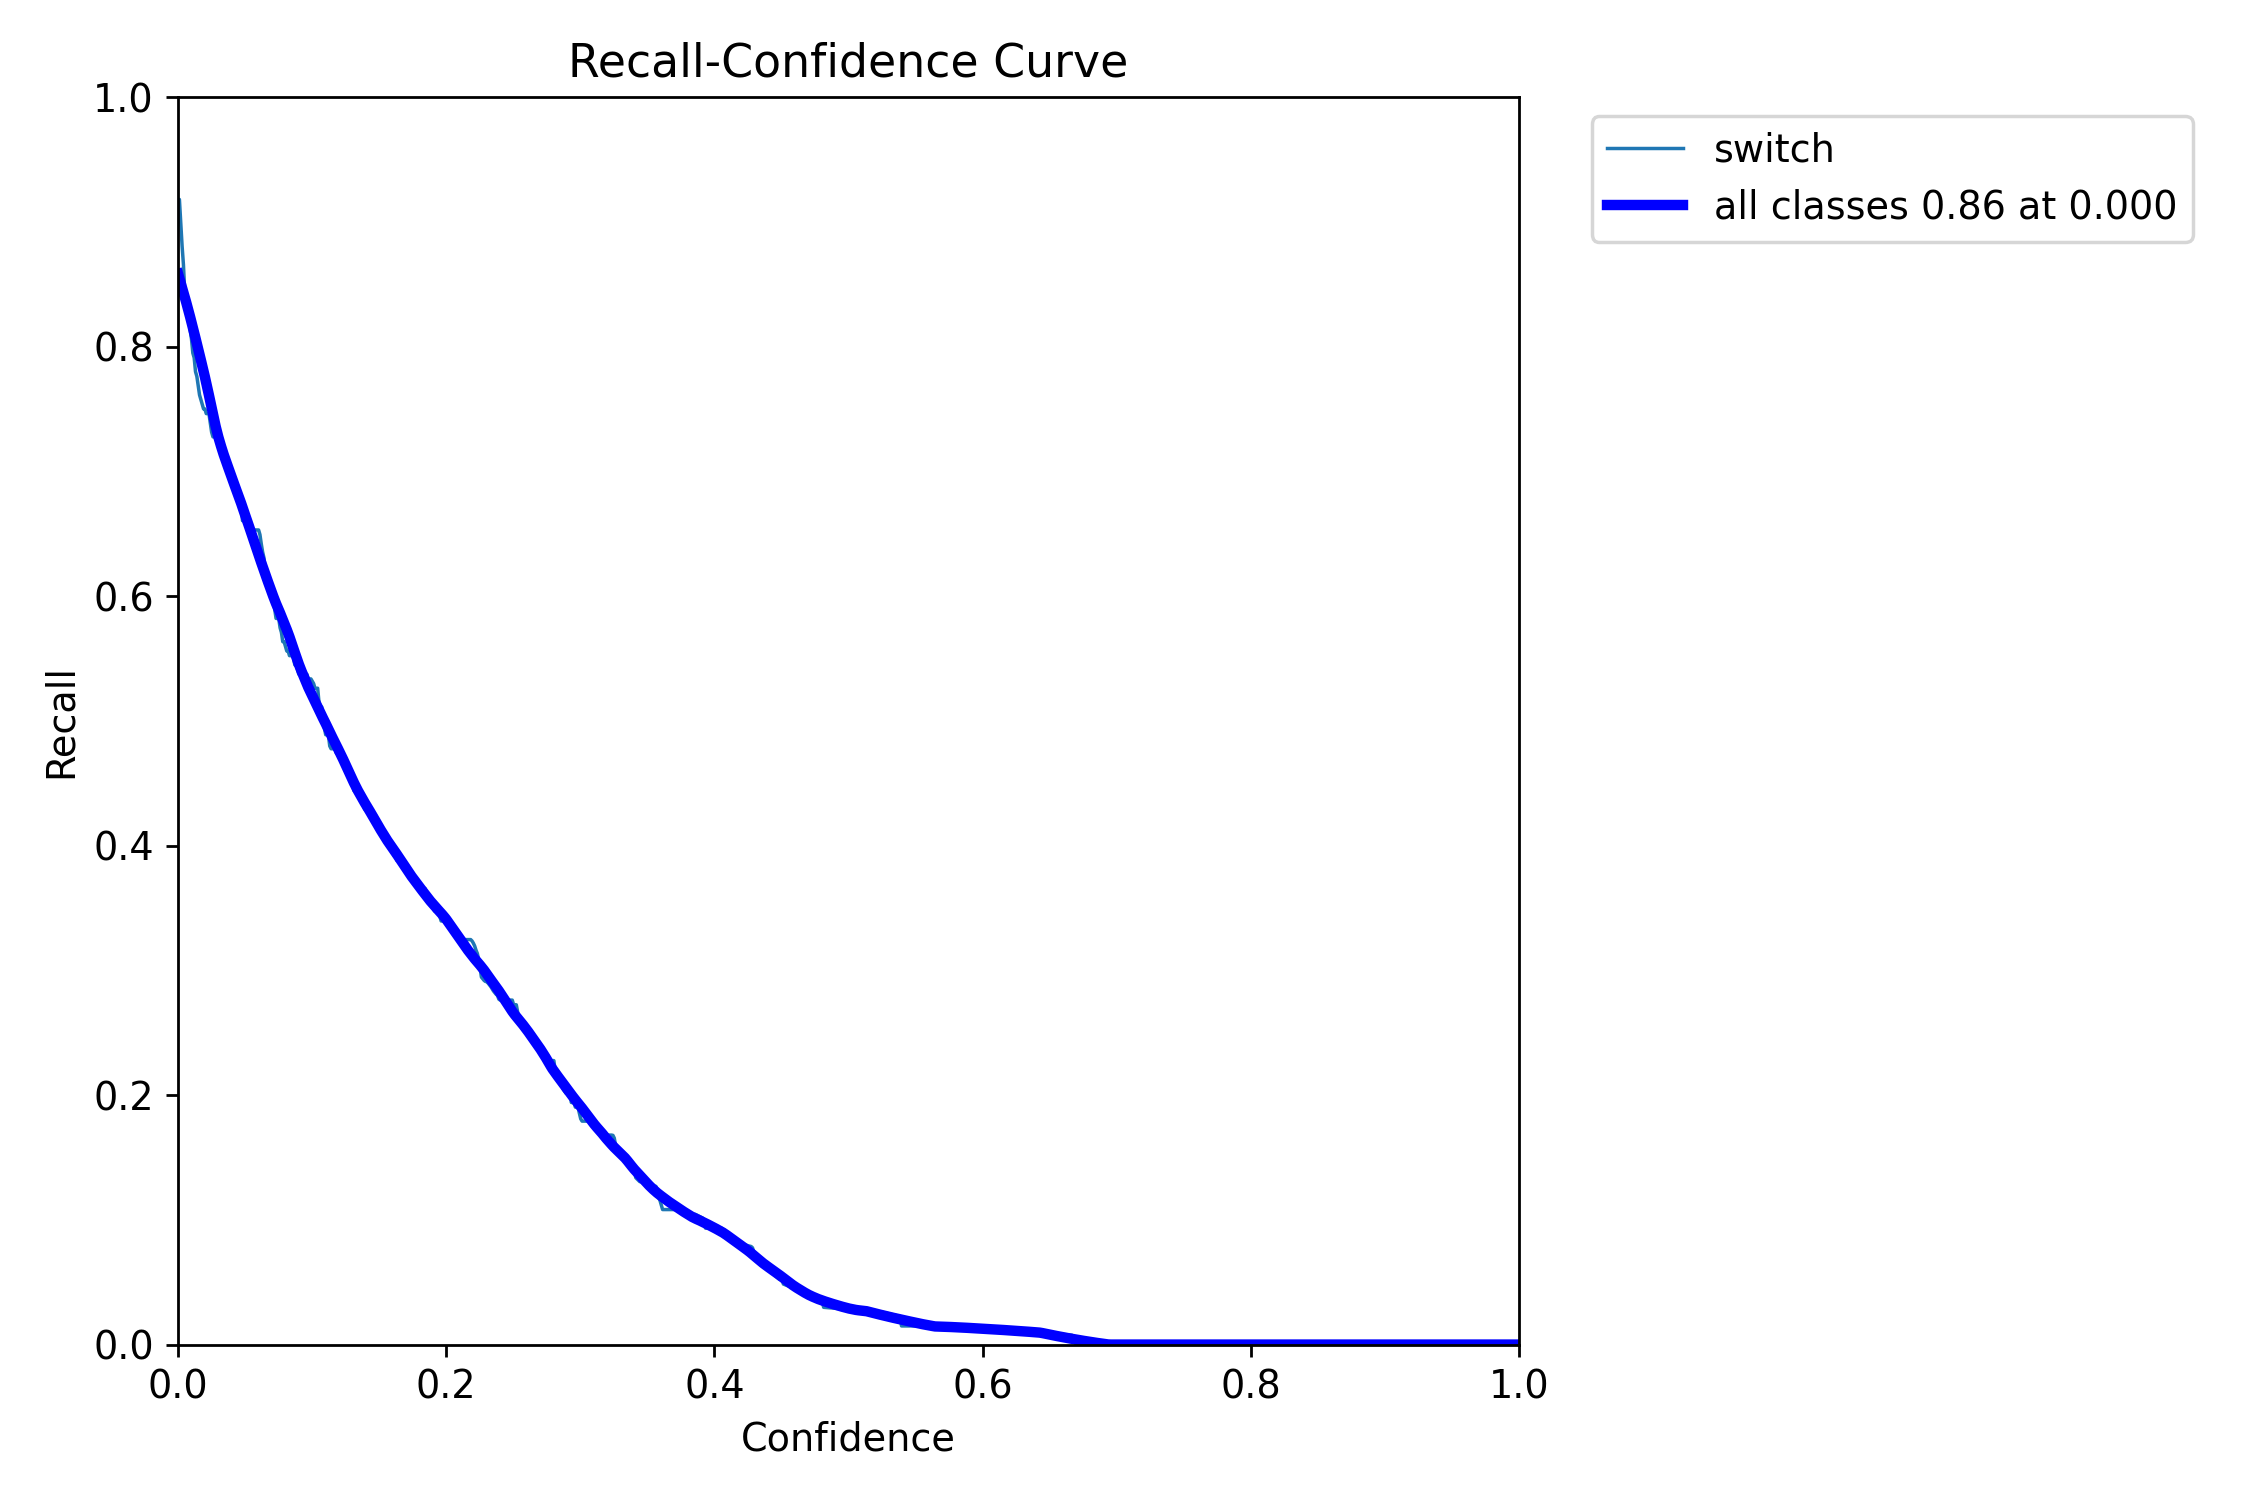 Recall-Confidence Curve
1.0
0.8
0.6
0.4
0.2
0.0
Recall
0.0 0.2 0.4 0.6 0.8 1.0
Confidence
switch
all classes 0.86 at 0.000